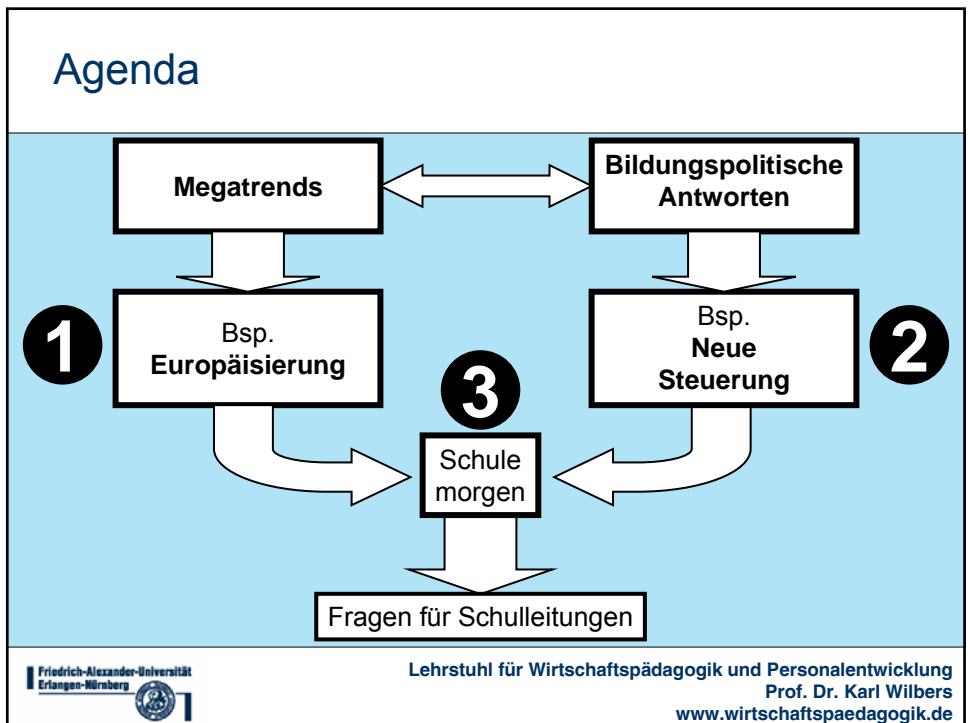 Agenda
Megatrends
Bildungspolitische
Antworten
1
Bsp.
Europäisierung
Bsp.
Neue
Steuerung
2
3
Schule
morgen
Fragen für Schulleitungen
Friedrich-Alexander-Universität
Erlangen-Nürnberg
Lehrstuhl für Wirtschaftspädagogik und Personalentwicklung
Prof. Dr. Karl Wilbers
www.wirtschaftspaedagogik.de